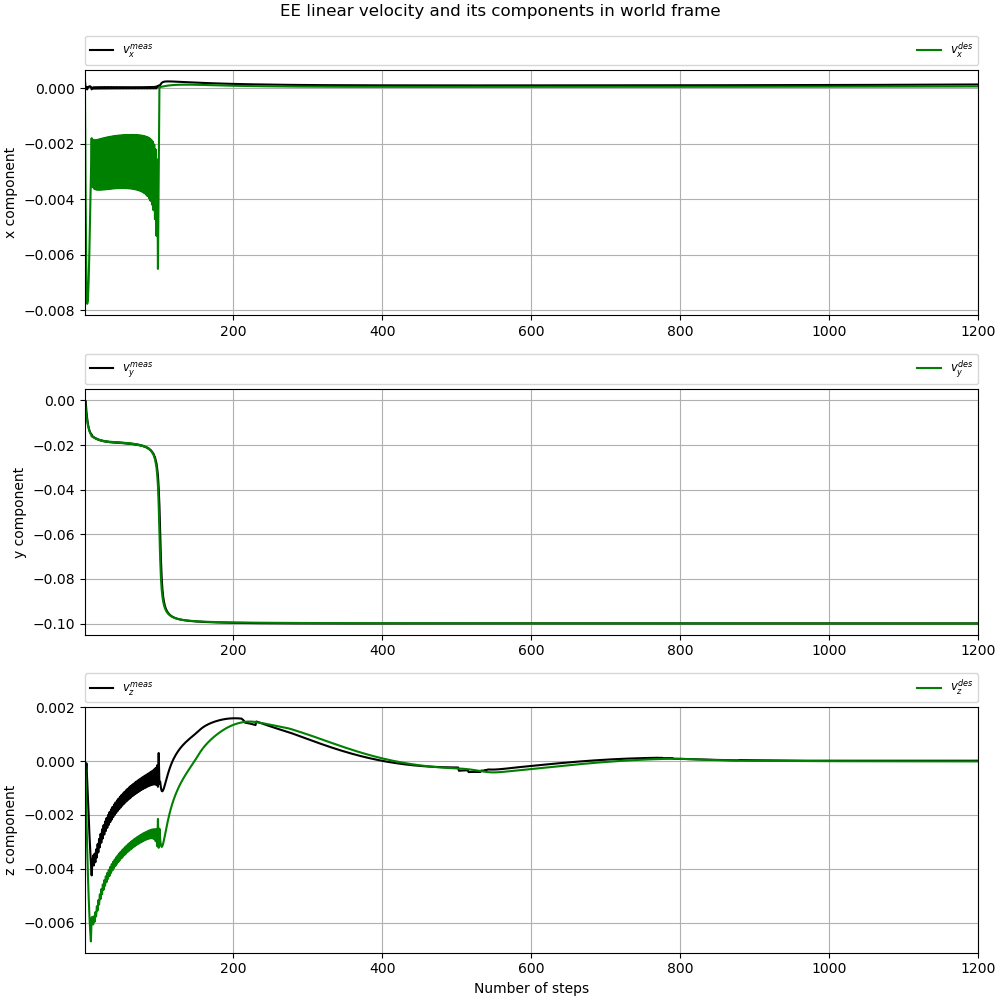 EE linear velocity and its components in world frame
v_x^{meas} v_x^{des}
0.000
−0.002
−0.004
−0.006
−0.008
x component
200 400 600 800 1000 1200
v_y^{meas} v_y^{des}
0.00
−0.02
−0.04
−0.06
−0.08
−0.10
y component
200 400 600 800 1000 1200
v_z^{meas} v_z^{des}
0.002
0.000
−0.002
−0.004
−0.006
z component
200 400 600 800 1000 1200
Number of steps